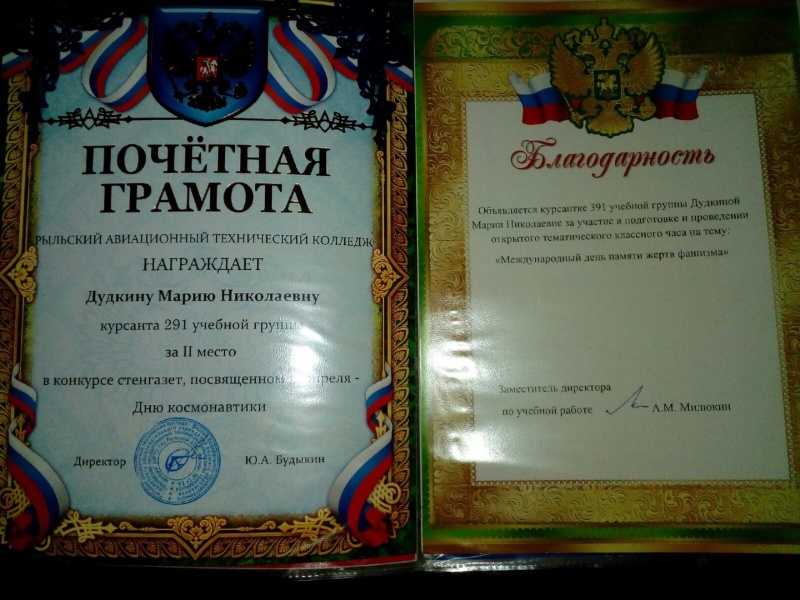 ПОЧЁТНАЯ
ГРАМОТА
РЫЛЬСКИЙ АВИАЦИОННЫЙ ТЕХНИЧЕСКИЙ КОЛЛЕДЖ
НАГРАЖДАЕТ
Дудкину Марию Николаевну
курсанта 291 учебной группы
за II место
в конкурсе стенгазет, посвященном -
Дню космонавтики
Директор Ю.А. Будыкин
Благодарность
Объявляется курсантке 391 учебной группы Дудкиной
Марии Николаевне за участие в подготовке и проведении
открытого тематического классного часа на тему:
«Международный день памяти жертв фашизма»
Заместитель директора
по учебной работе А.М. Милюкин